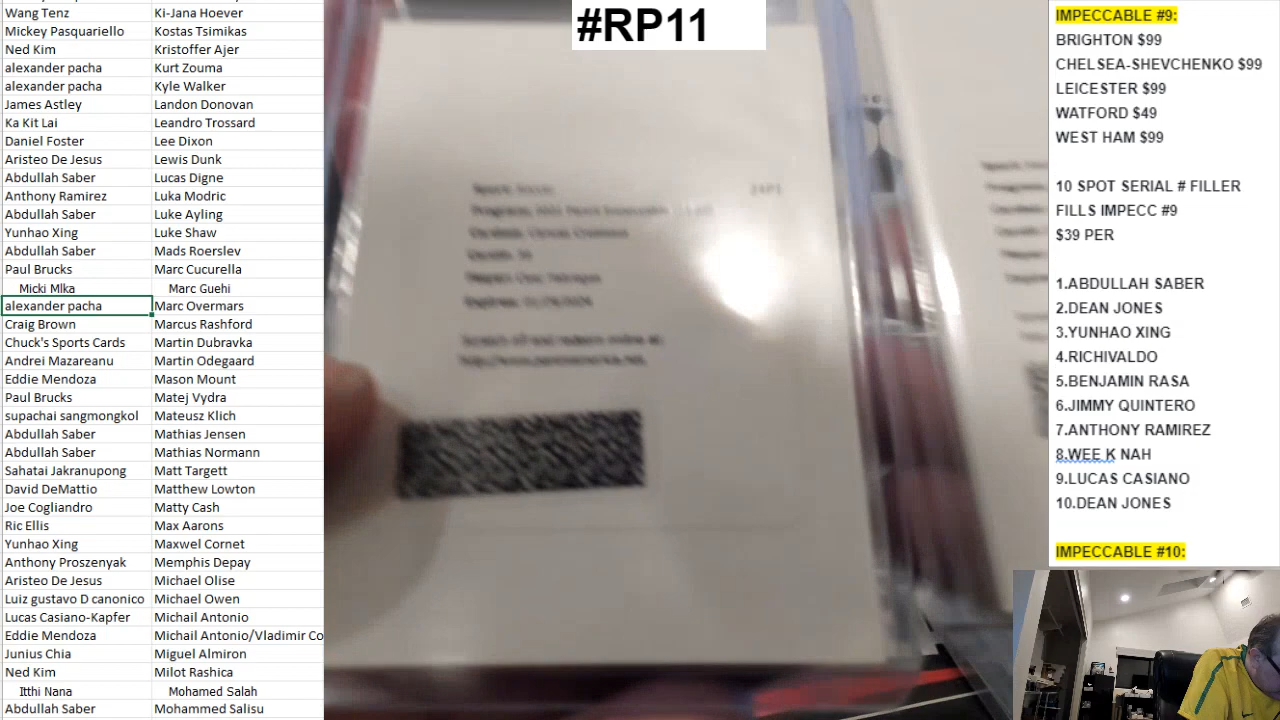 Wang Tenz Ki-Jana Hoever
Mickey Pasquariello Kostas Tsimikas
Ned Kim Kristoffer Ajer
alexander pacha Kurt Zouma
alexander pacha Kyle Walker
James Astley Landon Donovan
Ka Kit Lai Leandro Trossard
Daniel Foster Lee Dixon
Aristeo De Jesus Lewis Dunk
Abdullah Saber Lucas Digne
Anthony Ramirez Luka Modric
Abdullah Saber Luke Ayling
Yunhao Xing Luke Shaw
Abdullah Saber Mads Roerslev
Paul Brucks Marc Cucurella
Micki Mlka Marc Guehi
alexander pacha Marc Overmars
Craig Brown Marcus Rashford
Chuck's Sports Cards Martin Dubravka
Andrei Mazareanu Martin Odegaard
Eddie Mendoza Mason Mount
Paul Brucks Matej Vydra
supachai sangmongkol Mateusz Klich
Abdullah Saber Mathias Jensen
Abdullah Saber Mathias Normann
Sahatai Jakranupong Matt Targett
David DeMattio Matthew Lowton
Joe Cogliandro Matty Cash
Ric Ellis Max Aarons
Yunhao Xing Maxwel Cornet
Anthony Proszenyak Memphis Depay
Aristeo De Jesus Michael Olise
Luiz gustavo D canonico Michael Owen
Lucas Casiano-Kapfer Michail Antonio
Eddie Mendoza Michail Antonio/Vladimir Co
Junius Chia Miguel Almiron
Ned Kim Milot Rashica
Itthi Nana Mohamed Salah
Abdullah Saber Mohammed Salisu
#RP11
Scratch off and redeem online at:
IMPECCABLE #9:
BRIGHTON $99
CHELSEA-SHEVCHENKO $99
LEICESTER $99
WATFORD $49
WEST HAM $99
10 SPOT SERIAL # FILLER
FILLS IMPECC #9
$39 PER
1.ABDULLAH SABER
2.DEAN JONES
3.YUNHAO XING
4.RICHIVALDO
5.BENJAMIN RASA
6.JIMMY QUINTERO
7.ANTHONY RAMIREZ
8.WEE K NAH
9.LUCAS CASIANO
10.DEAN JONES
IMPECCABLE #10: